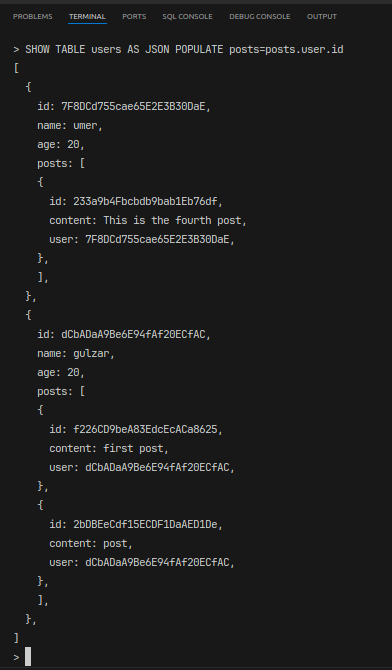 PROBLEMS TERMINAL PORTS SQL CONSOLE DEBUG CONSOLE OUTPUT
> SHOW TABLE users AS JSON POPULATE posts=posts.user.id
[
{
id: 7F8DCd755cae65E2E3B30DaE,
name: umer,
age: 20,
posts: [
{
id: 233a9b4Fbcbdb9bab1Eb76df,
content: This is the fourth post,
user: 7F8DCd755cae65E2E3B30DaE,
},
],
},
{
id: dCbADaA9Be6E94fAf20ECfAC,
name: gulzar,
age: 20,
posts: [
{
id: f226CD9beA83EdcEcACa8625,
content: first post,
user: dCbADaA9Be6E94fAf20ECfAC,
},
{
id: 2bDBEeCdf15ECDF1DaAED1De,
content: post,
user: dCbADaA9Be6E94fAf20ECfAC,
},
],
},
]
>